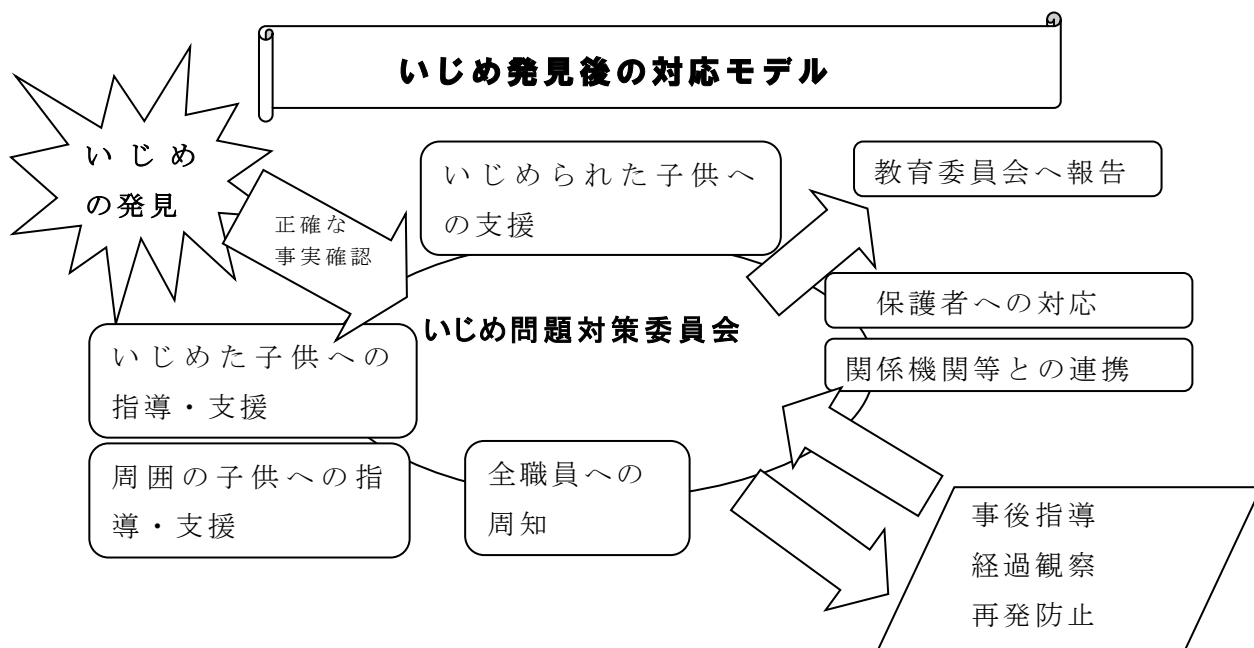 いじめ発見後の対応モデル
いじめ
の発見
正確な
事実確認
いじめられた子供へ
の支援
教育委員会へ報告
保護者への対応
関係機関等との連携
いじめ問題対策委員会
いじめた子供への
指導・支援
周囲の子供への指
導・支援
全職員への
周知
事後指導
経過観察
再発防止